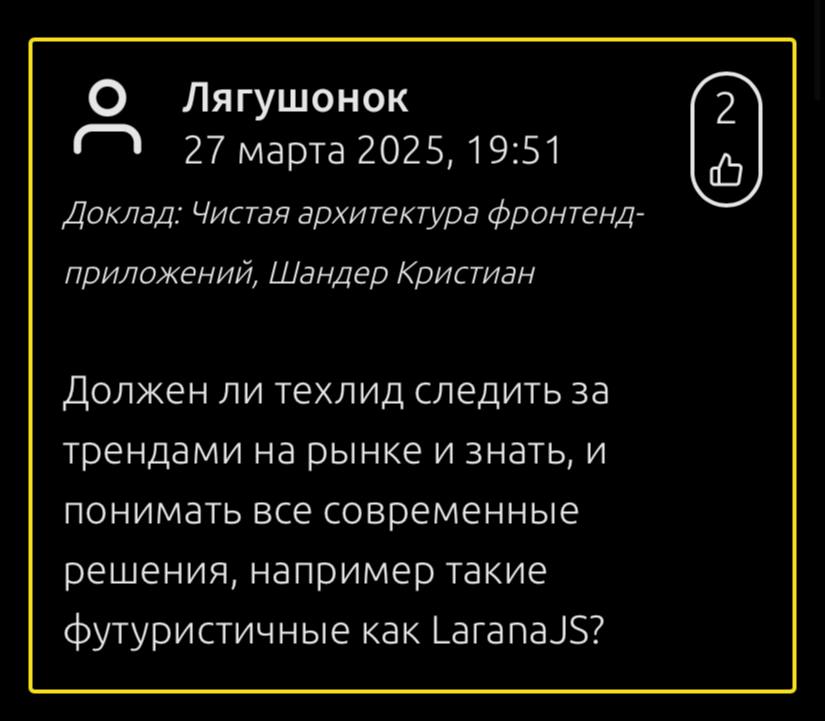 Лягушонок
27 марта 2025, 19:51
2
Доклад: Чистая архитектура фронтенд-
приложений, Шандер Кристиан
Должен ли техлид следить за
трендами на рынке и знать, и
понимать все современные
решения, например такие
футуристичные как LaranaJS?